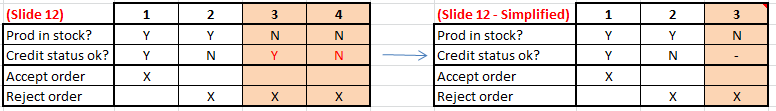 (Slide 12) 1 2 3 4
Prod in stock? Y Y N N
Credit status ok? Y N Y N
Accept order X
Reject order X X X
(Slide 12 - Simplified) 1 2 3
Prod in stock? Y Y N
Credit status ok? Y N -
Accept order X
Reject order X X